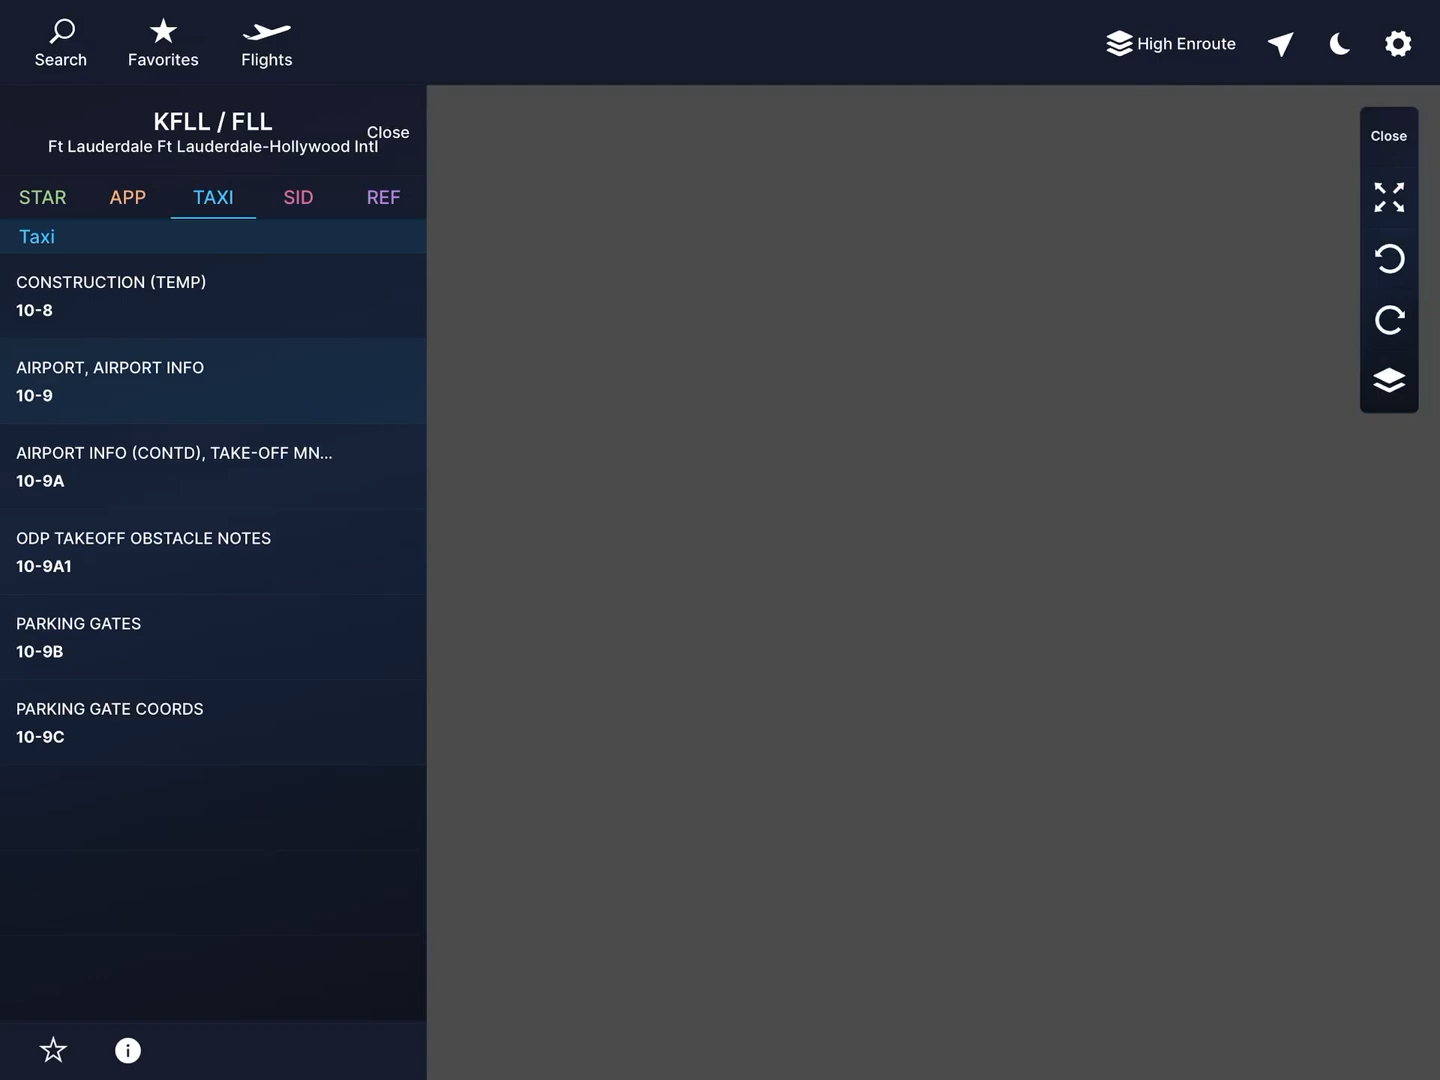 Search
Favorites
Flights
High Enroute
KFLL / FLL
Ft Lauderdale Ft Lauderdale-Hollywood Intl
Close
Close
STAR
APP
TAXI
SID
REF
Taxi
CONSTRUCTION (TEMP)
10-8
AIRPORT, AIRPORT INFO
10-9
AIRPORT INFO (CONTD), TAKE-OFF MN...
10-9A
ODP TAKEOFF OBSTACLE NOTES
10-9A1
PARKING GATES
10-9B
PARKING GATE COORDS
10-9C